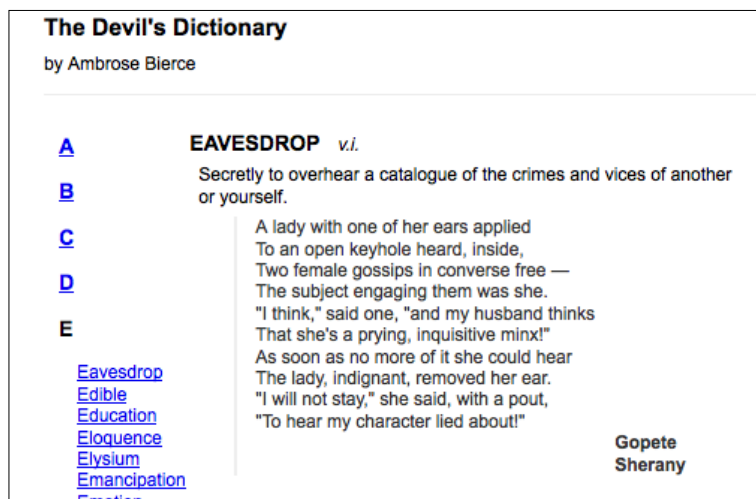 The Devil's Dictionary
by Ambrose Bierce
A
B
C
D
E
Eavesdrop
Edible
Education
Eloquence
Elysium
Emancipation
Emotion
EAVESDROP v.i.
Secretly to overhear a catalogue of the crimes and vices of another
or yourself.
A lady with one of her ears applied
To an open keyhole heard, inside,
Two female gossips in converse free —
The subject engaging them was she.
"I think," said one, "and my husband thinks
That she's a prying, inquisitive minx!"
As soon as no more of it she could hear
The lady, indignant, removed her ear.
"I will not stay," she said, with a pout,
"To hear my character lied about!"
Gopete
Sherany